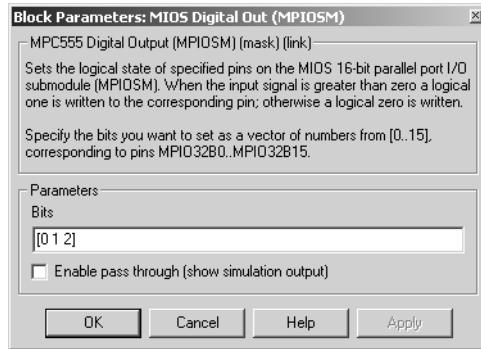 Block Parameters: MIOS Digital Out (MPIOSM)
MPC555 Digital Output (MPIOSM) (mask) (link)
Sets the logical state of specified pins on the MIOS 16-bit parallel port I/O
submodule (MPIOSM). When the input signal is greater than zero a logical
one is written to the corresponding pin; otherwise a logical zero is written.
Specify the bits you want to set as a vector of numbers from [0..15],
corresponding to pins MPIO32B0..MPIO32B15.
Parameters
Bits
[0 1 2]
Enable pass through (show simulation output)
OK Cancel Help Apply